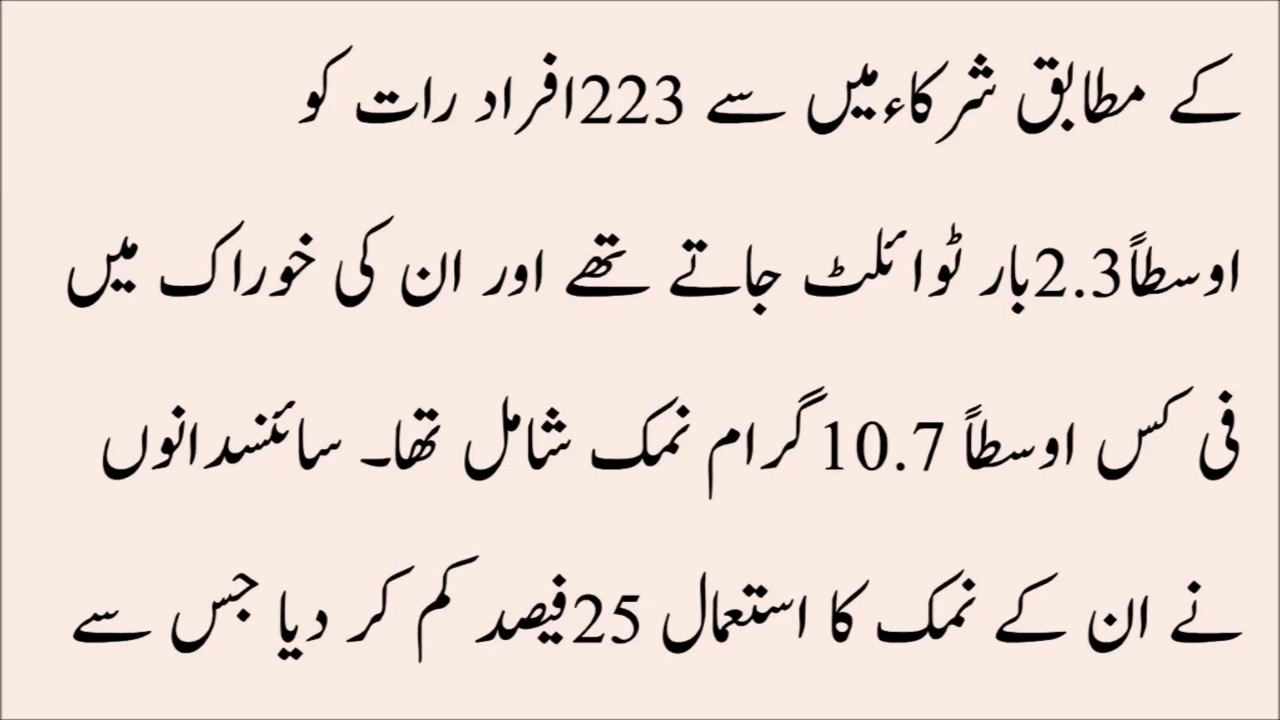 کے مطابق شرکاء میں سے 223افراد رات کو
اوسطاً2.3بار ٹوائلٹ جاتے تھے اور ان کی خوراک میں
فی کس اوسطاً 10.7گرام نمک شامل تھا۔ سائنسدانوں
نے ان کے نمک کا استعمال 25فیصد کم کر دیا جس سے